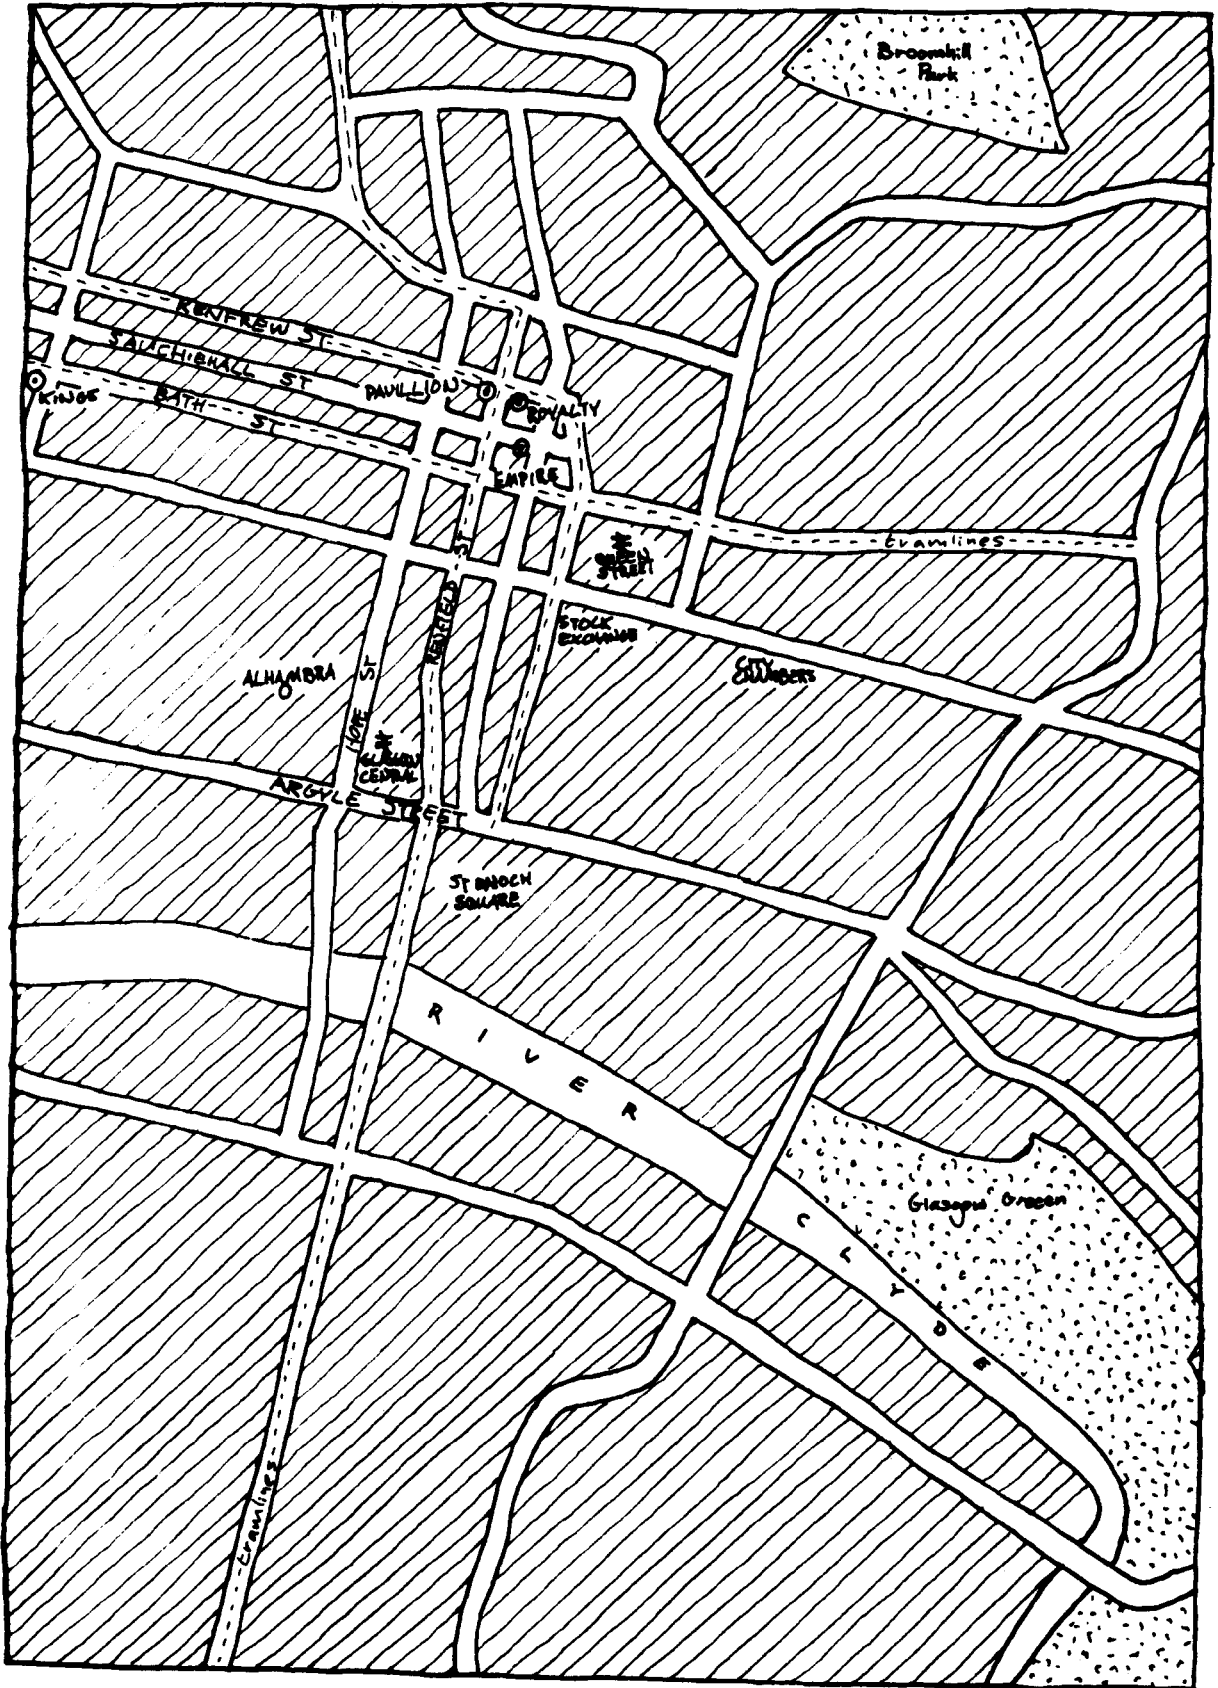 Broomhill
Park
RENFREW ST
SAUCHIEHALL ST
PAVILLION
ROYALTY
KINGS
BATH
ST
EMPIRE
tramlines
QUEEN
STREET
RENFIELD ST
STOCK
EXCHANGE
CITY
CHAMBERS
ALHAMBRA
HOPE ST
GLASGOW
CENTRAL
ARGYLE STREET
ST ENOCH
SQUARE
RIVER
Glasgow Green
CLYDE
tramlines